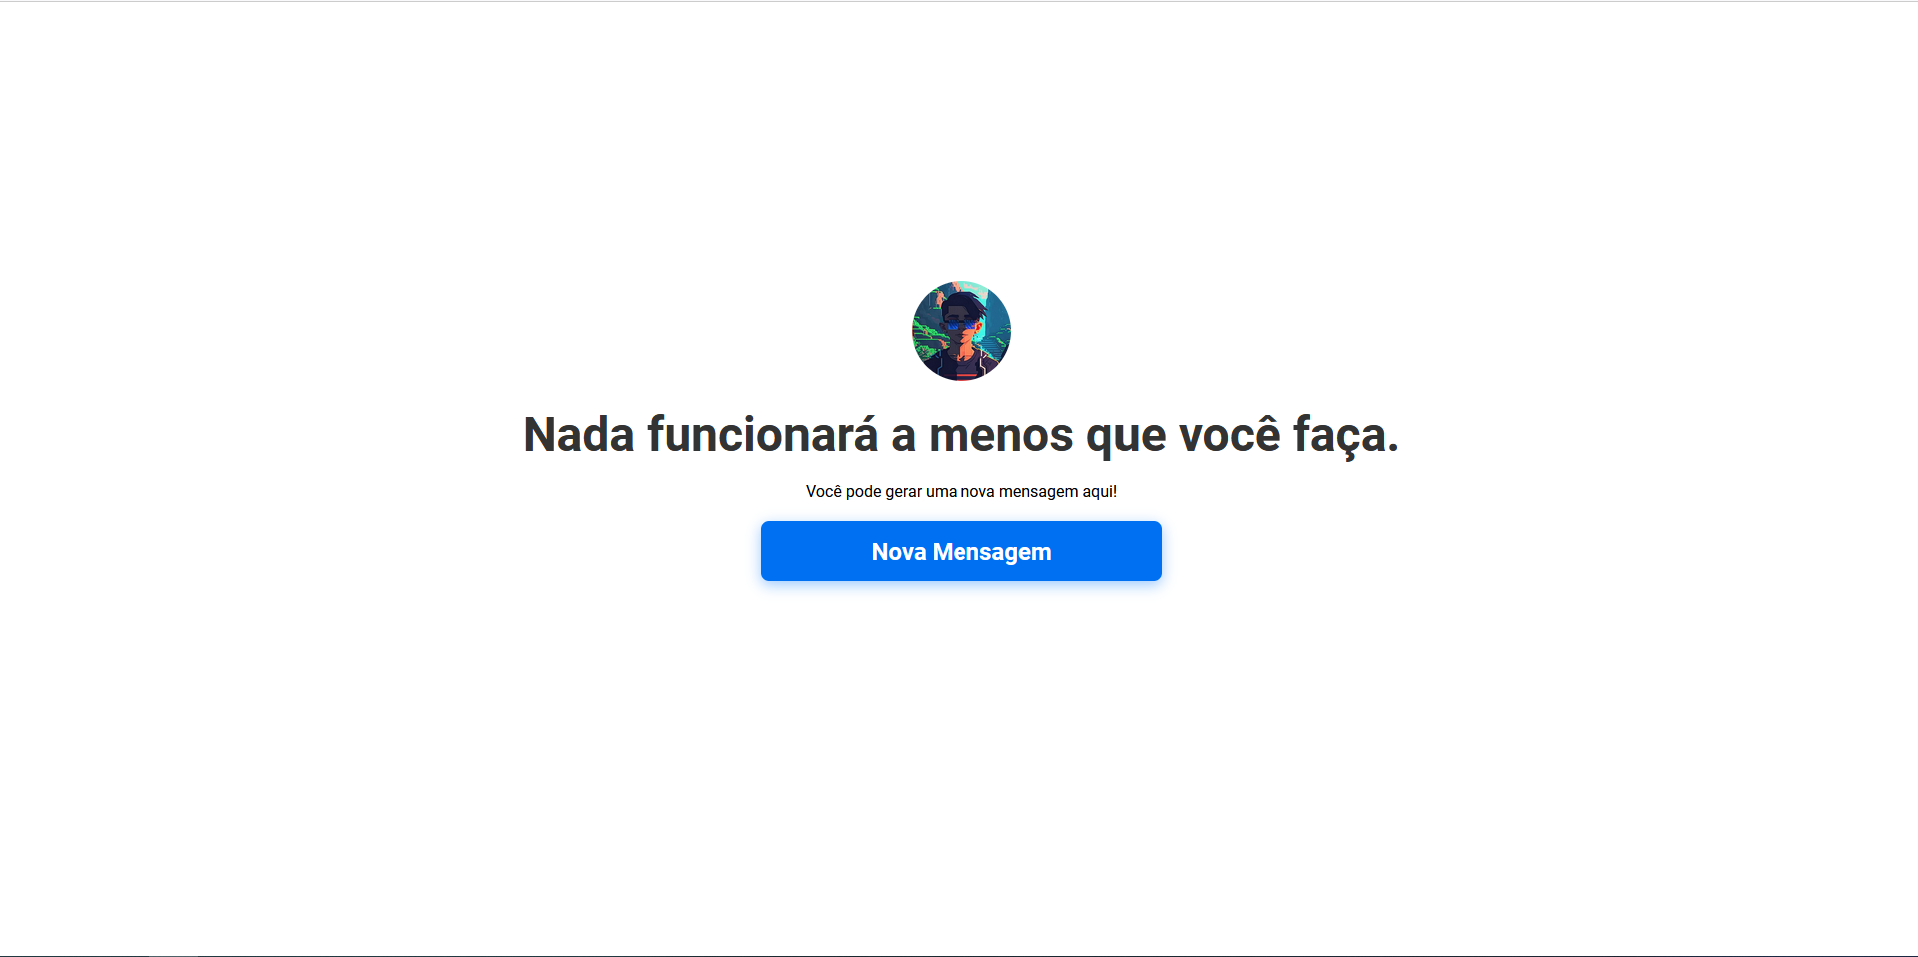 Nada funcionará a menos que você faça.
Você pode gerar uma nova mensagem aqui!
Nova Mensagem